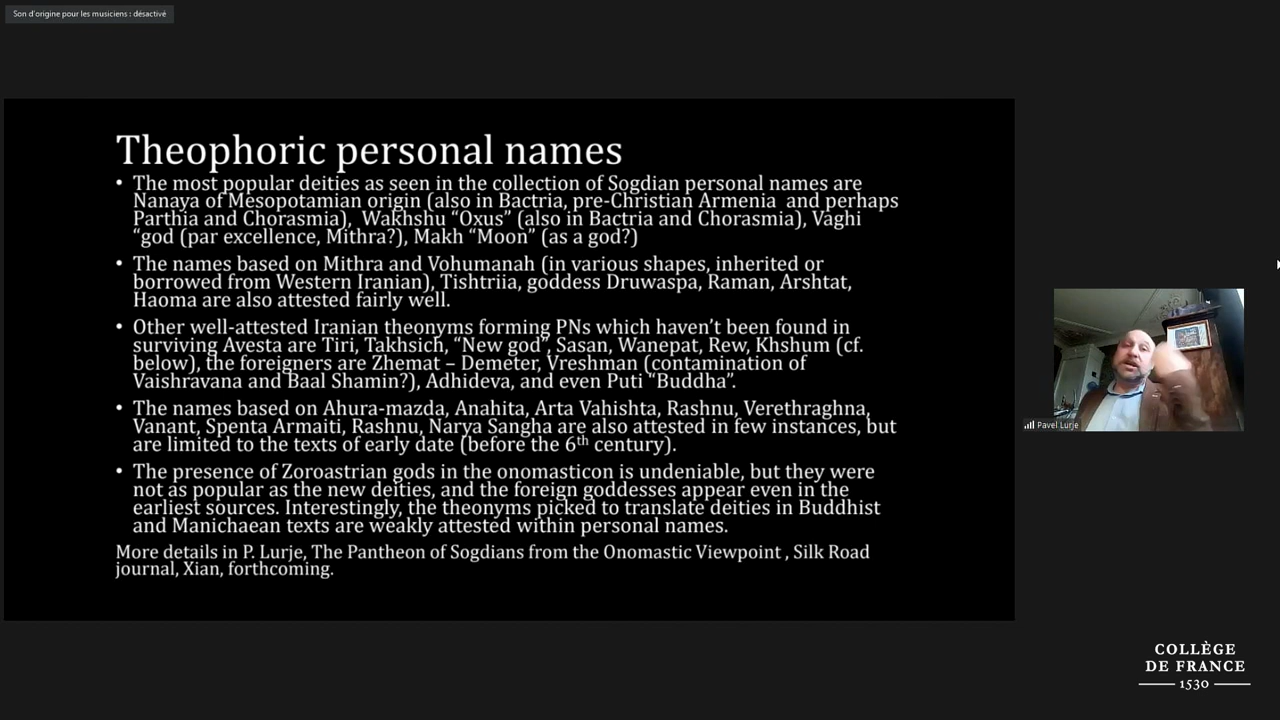 Son d'origine pour les musiciens : désactivé
Theophoric personal names
• The most popular deities as seen in the collection of Sogdian personal names are
Nanaya of Mesopotamian origin (also in Bactria, pre-Christian Armenia and perhaps
Parthia and Chorasmia), Wakhshu “Oxus” (also in Bactria and Chorasmia), Vaghi
“god (par excellence, Mithra?), Makh “Moon” (as a god?)
• The names based on Mithra and Vohumanah (in various shapes, inherited or
borrowed from Western Iranian), Tishtriia, goddess Druwaspa, Raman, Arshtat,
Haoma are also attested fairly well.
• Other well-attested Iranian theonyms forming PNs which haven’t been found in
surviving Avesta are Tiri, Takhsich, “New god”, Sasan, Wanepat, Rew, Khshum (cf.
below), the foreigners are Zhemat – Demeter, Vreshman (contamination of
Vaishravana and Baal Shamin?), Adhideva, and even Puti “Buddha”.
• The names based on Ahura-mazda, Anahita, Arta Vahishta, Rashnu, Verethraghna,
Vanant, Spenta Armaiti, Rashnu, Narya Sangha are also attested in few instances, but
are limited to the texts of early date (before the 6th century).
• The presence of Zoroastrian gods in the onomasticon is undeniable, but they were
not as popular as the new deities, and the foreign goddesses appear even in the
earliest sources. Interestingly, the theonyms picked to translate deities in Buddhist
and Manichaean texts are weakly attested within personal names.
More details in P. Lurje, The Pantheon of Sogdians from the Onomastic Viewpoint , Silk Road
journal, Xian, forthcoming.
Pavel Lurje
COLLÈGE
DE FRANCE
1530